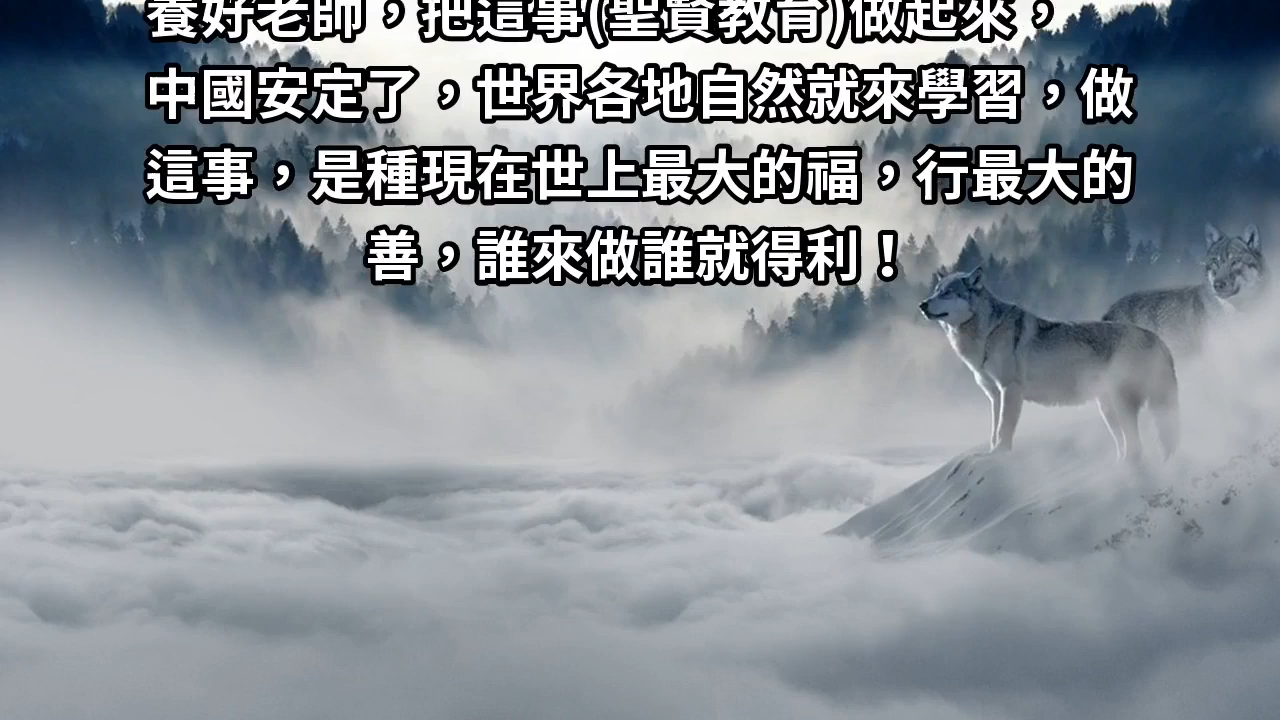 養好老師，把這事(聖賢教育)做起來，
中國安定了，世界各地自然就來學習，做
這事，是種現在世上最大的福，行最大的
善，誰來做誰就得利！